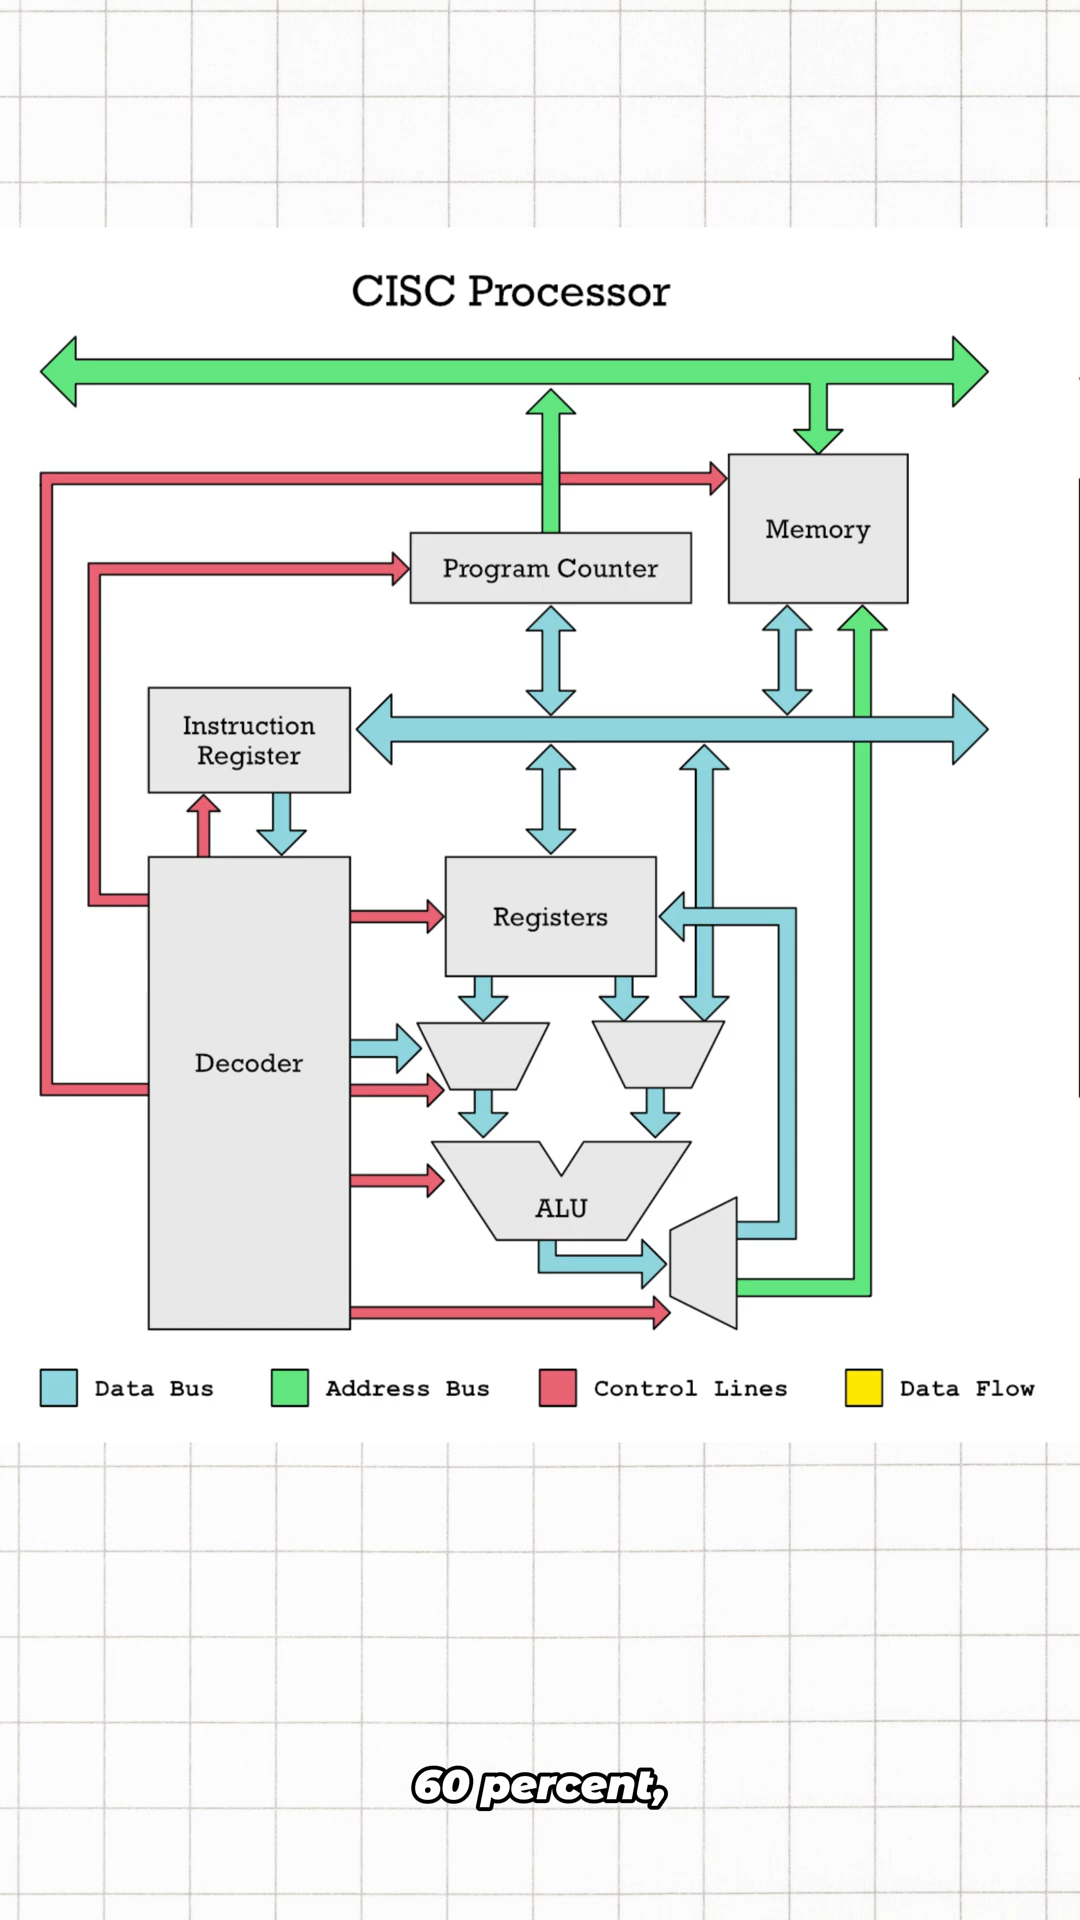 CISC Processor
Memory
Program Counter
Instruction
Register
Registers
Decoder
ALU
Data Bus
Address Bus
Control Lines
Data Flow
60 percent,